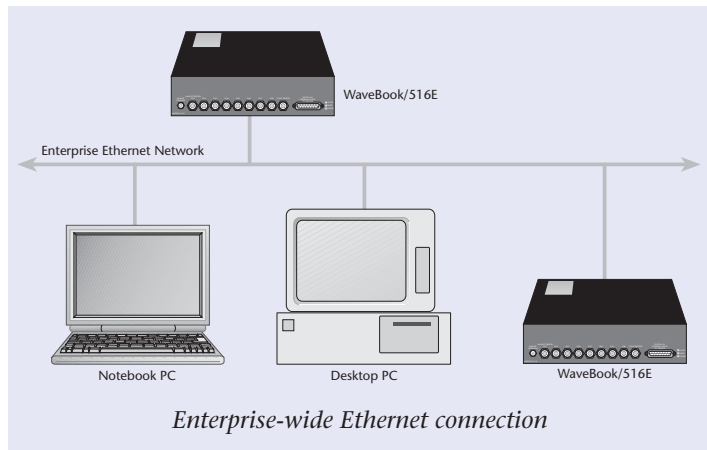 WaveBook/516E
Enterprise Ethernet Network
Notebook PC
Desktop PC
WaveBook/516E
Enterprise-wide Ethernet connection